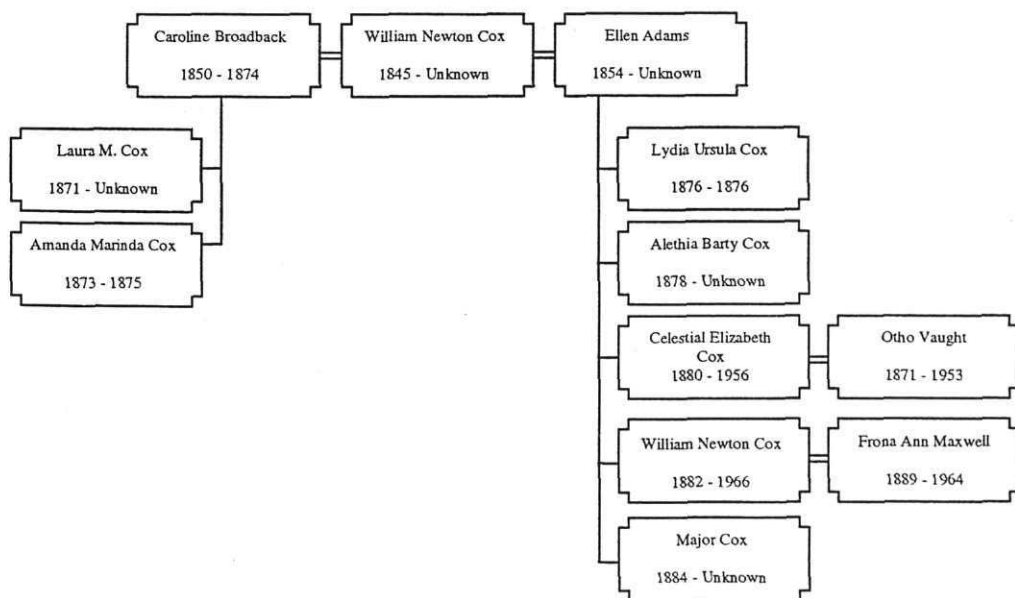 Caroline Broadback
1850 - 1874
William Newton Cox
1845 - Unknown
Ellen Adams
1854 - Unknown
Laura M. Cox
1871 - Unknown
Amanda Marinda Cox
1873 - 1875
Lydia Ursula Cox
1876 - 1876
Alethia Barty Cox
1878 - Unknown
Celestial Elizabeth
Cox
1880 - 1956
Otho Vaught
1871 - 1953
William Newton Cox
1882 - 1966
Frona Ann Maxwell
1889 - 1964
Major Cox
1884 - Unknown